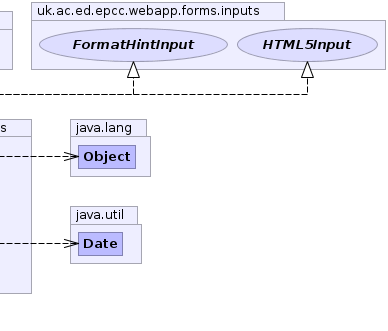 uk.ac.ed.epcc.webapp.forms.inputs
FormatHintInput
HTML5Input
s
java.lang
Object
java.util
Date